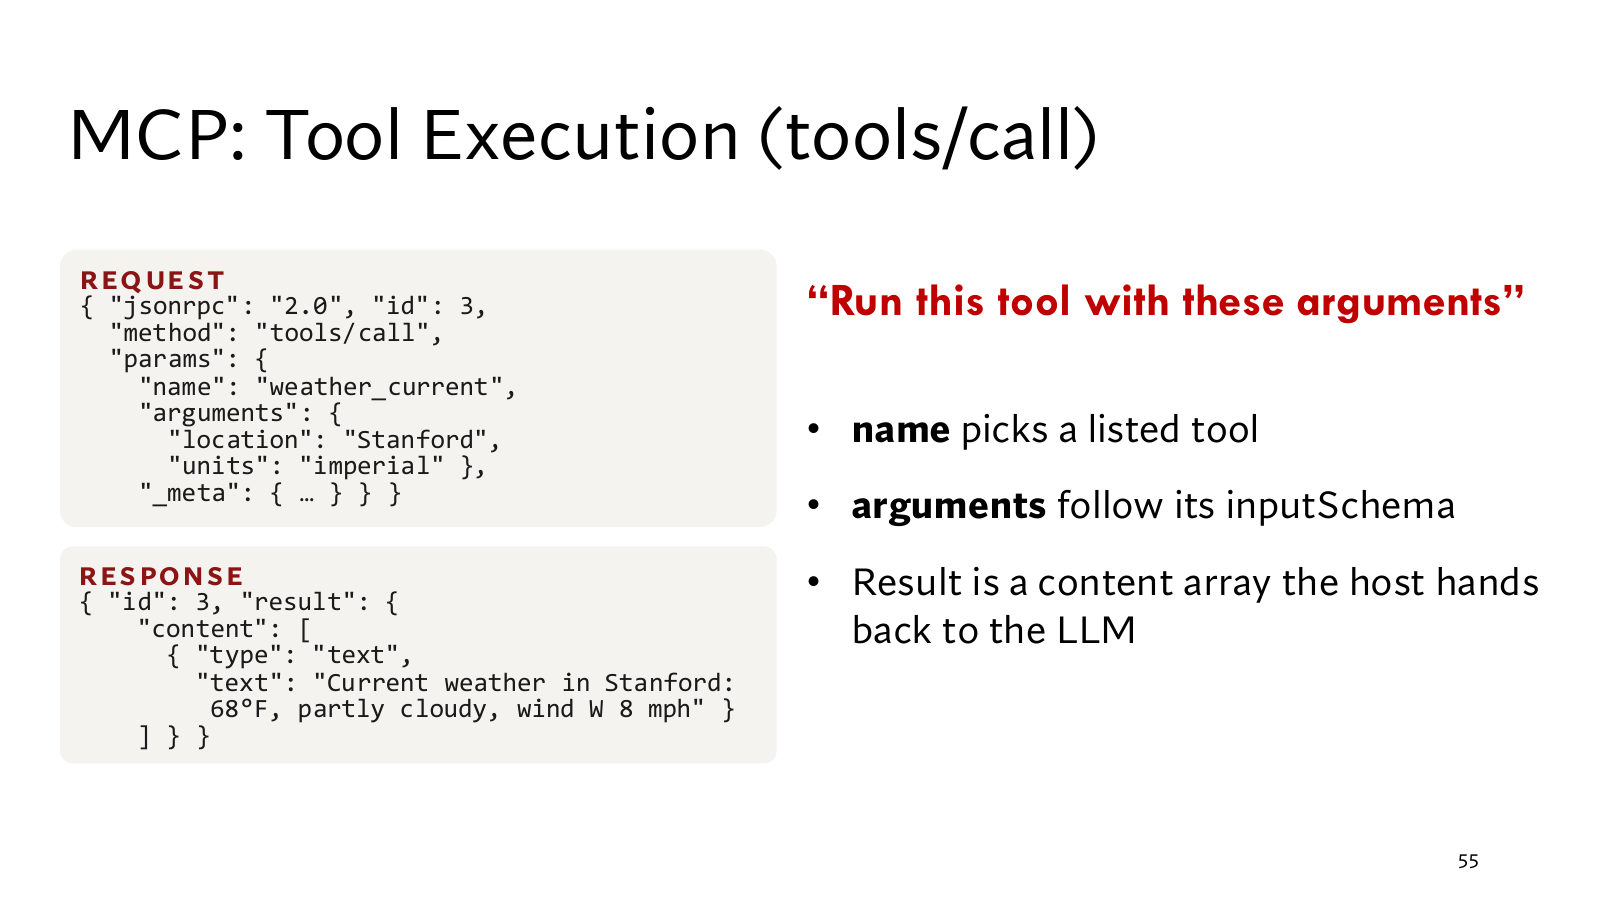 MCP: Tool Execution (tools/call)
REQUEST
{ "jsonrpc": "2.0", "id": 3,
  "method": "tools/call",
  "params": {
    "name": "weather_current",
    "arguments": {
      "location": "Stanford",
      "units": "imperial" },
    "_meta": { … } } }
RESPONSE
{ "id": 3, "result": {
    "content": [
      { "type": "text",
        "text": "Current weather in Stanford:
         68°F, partly cloudy, wind W 8 mph" }
    ] } }
“Run this tool with these arguments”
• name picks a listed tool
• arguments follow its inputSchema
• Result is a content array the host hands
back to the LLM
55